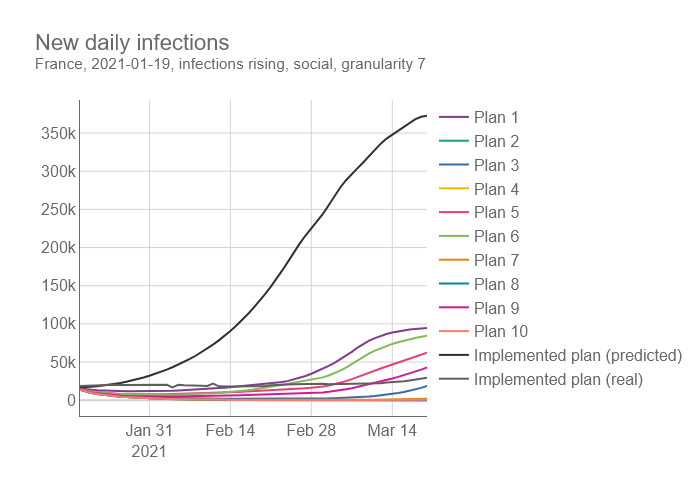 New daily infections
France, 2021-01-19, infections rising, social, granularity 7
350k
300k
250k
200k
150k
100k
50k
0
Jan 31
2021
Feb 14
Feb 28
Mar 14
Plan 1
Plan 2
Plan 3
Plan 4
Plan 5
Plan 6
Plan 7
Plan 8
Plan 9
Plan 10
Implemented plan (predicted)
Implemented plan (real)